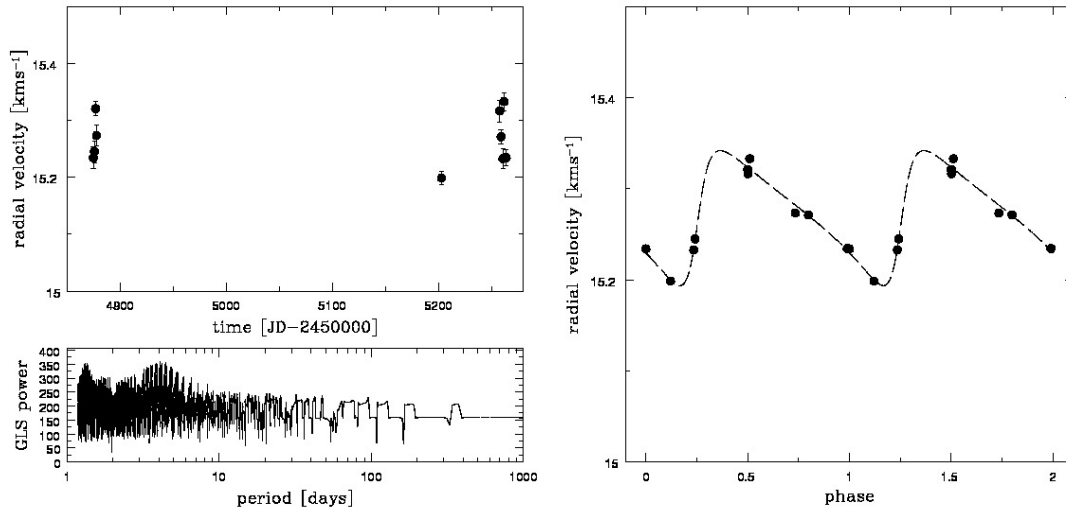 radial velocity [kms⁻¹]
15.4
15.2
15
4800 5000 5200
time [JD-2450000]
GLS power
400
350
300
250
200
150
100
50
0
1 10 100 1000
period [days]
radial velocity [kms⁻¹]
15.4
15.2
15
0 0.5 1 1.5 2
phase